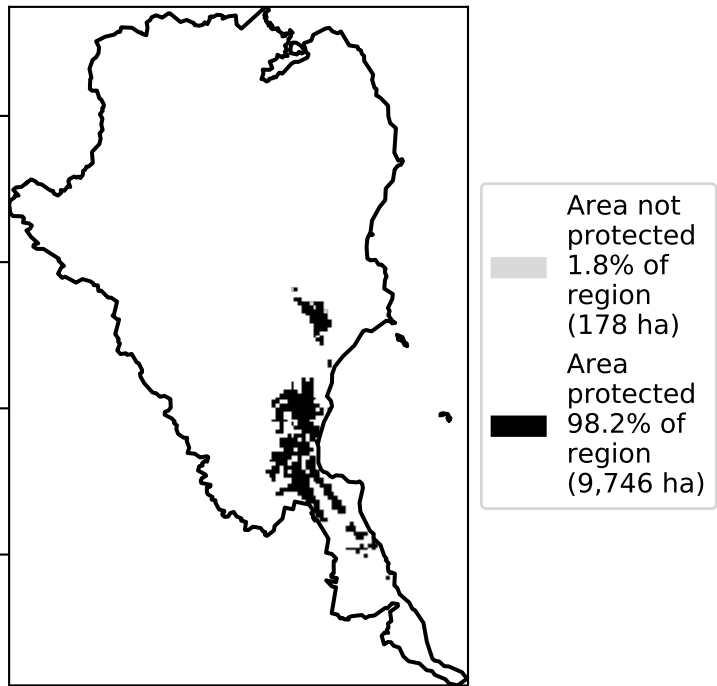 Area not
protected
1.8% of
region
(178 ha)
Area
protected
98.2% of
region
(9,746 ha)